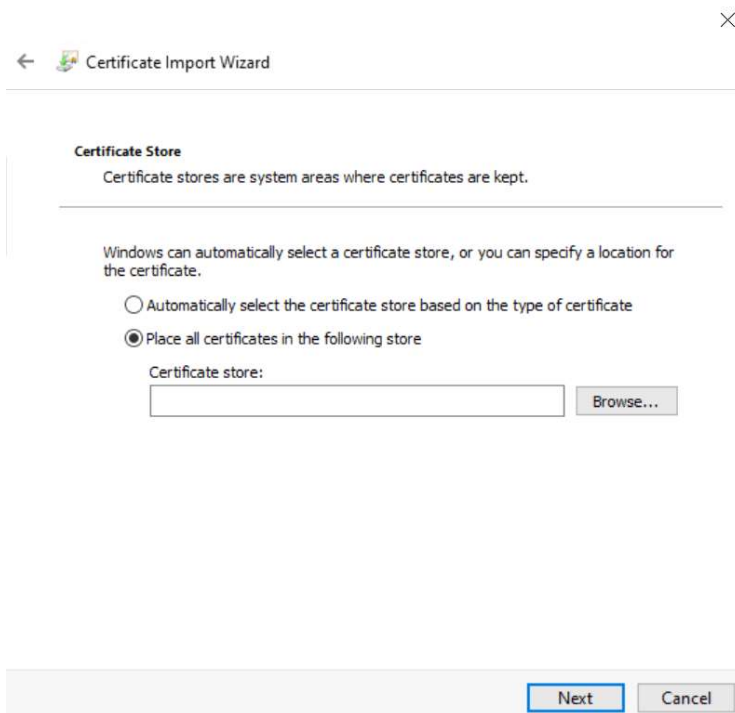 Certificate Import Wizard
Certificate Store
Certificate stores are system areas where certificates are kept.
Windows can automatically select a certificate store, or you can specify a location for
the certificate.
Automatically select the certificate store based on the type of certificate
Place all certificates in the following store
Certificate store:
Browse...
Next
Cancel